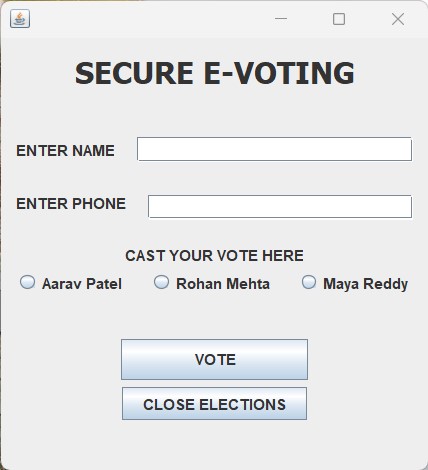 SECURE E-VOTING
ENTER NAME
ENTER PHONE
CAST YOUR VOTE HERE
Aarav Patel Rohan Mehta Maya Reddy
VOTE
CLOSE ELECTIONS